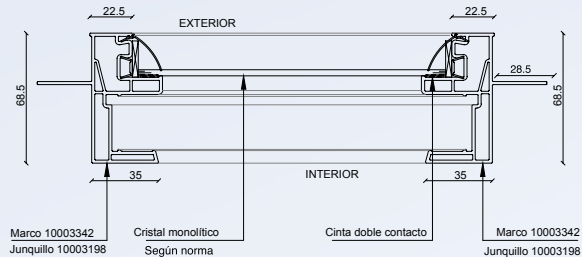 22.5
22.5
EXTERIOR
28.5
68.5
68.5
35
INTERIOR
35
Marco 10003342
Junquillo 10003198
Cristal monolítico
Según norma
Cinta doble contacto
Marco 10003342
Junquillo 10003198